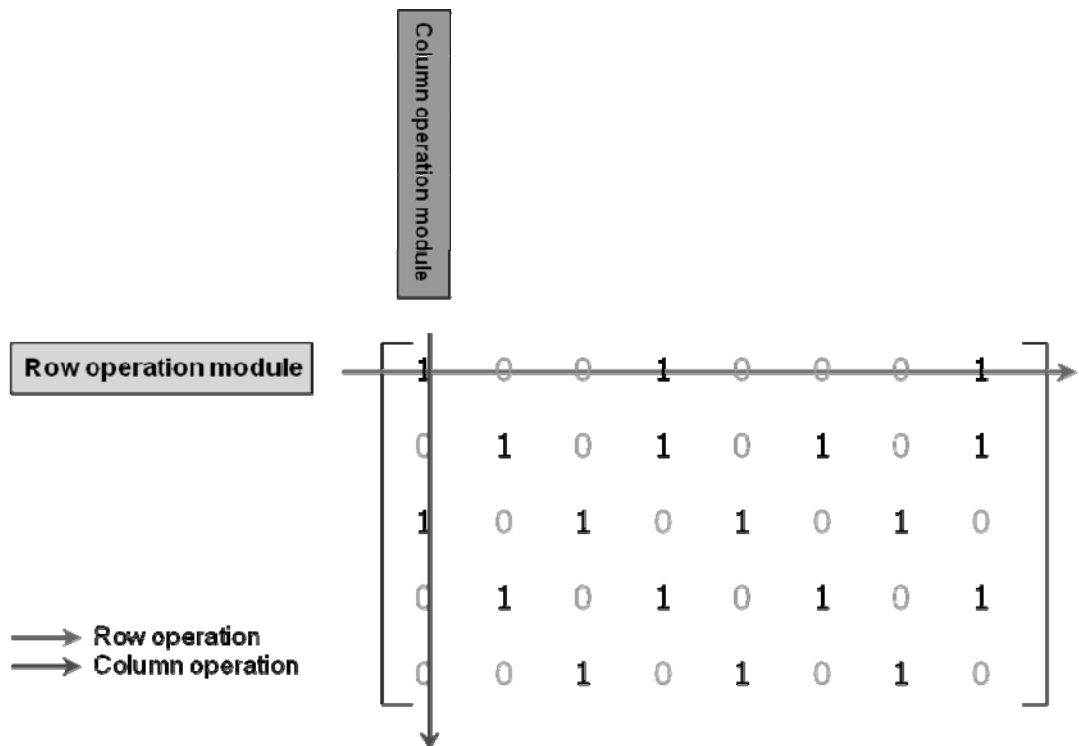 Column operation module
Row operation module
1 0 0 1 0 0 0 1
0 1 0 1 0 1 0 1
1 0 1 0 1 0 1 0
0 1 0 1 0 1 0 1
0 0 1 0 1 0 1 0
Row operation
Column operation